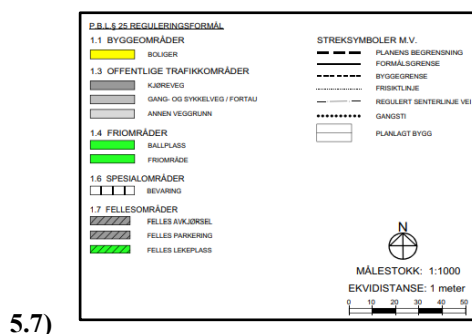 P.B.L.§ 25 REGULERINGSFORMÅL
1.1 BYGGEOMRÅDER
BOLIGER
1.3 OFFENTLIGE TRAFIKKOMRÅDER
KJØREVEG
GANG- OG SYKKELVEG / FORTAU
ANNEN VEGGRUNN
1.4 FRIOMRÅDER
BALLPLASS
FRIOMRÅDE
1.6 SPESIALOMRÅDER
BEVARING
1.7 FELLESOMRÅDER
FELLES AVKJØRSEL
FELLES PARKERING
FELLES LEKEPLASS
STREKSYMBOLER M.V.
PLANENS BEGRENSNING
FORMÅLSGRENSE
BYGGEGRENSE
FRISIKTLINJE
REGULERT SENTERLINJE VEI
GANGSTI
PLANLAGT BYGG
N
MÅLESTOKK: 1:1000
EKVIDISTANSE: 1 meter
0 10 20 30 40 50
5.7)